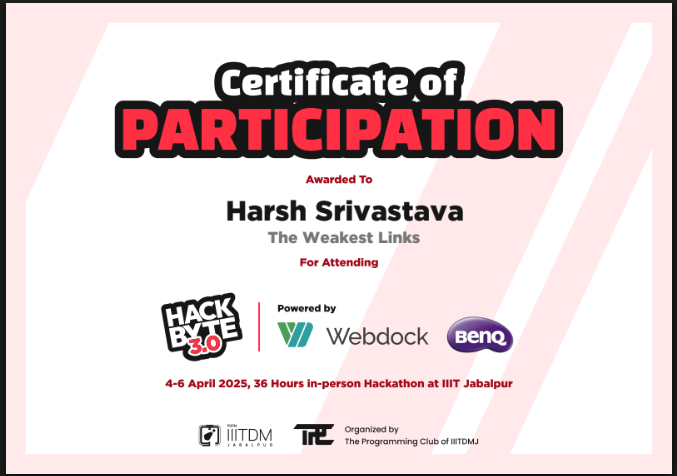 Certificate of
PARTICIPATION
Awarded To
Harsh Srivastava
The Weakest Links
For Attending
HACK
BYTE
3.0
Powered by
Webdock
BenQ
4-6 April 2025, 36 Hours in-person Hackathon at IIIT Jabalpur
IIITDM
JABALPUR
TPC
Organized by
The Programming Club of IIITDMJ